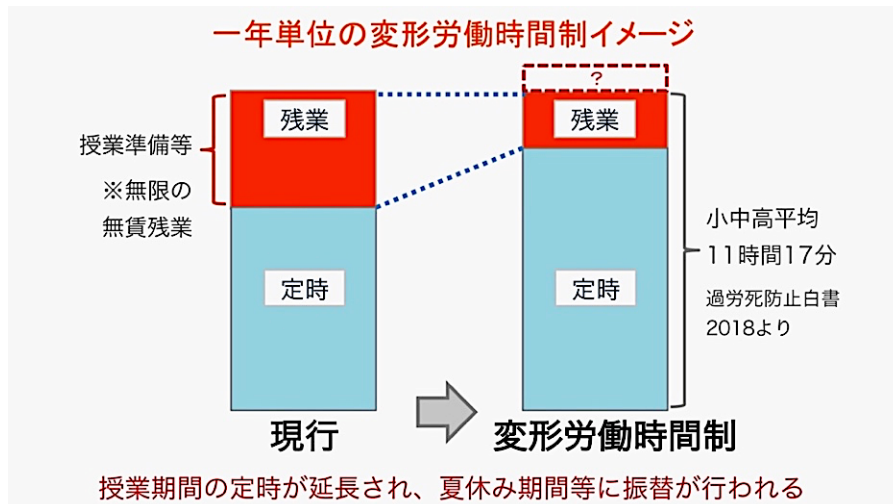 一年単位の変形労働時間制イメージ
?
残業
残業
授業準備等
※無限の
無賃残業
定時
定時
小中高平均
11時間17分
過労死防止白書
2018より
現行
変形労働時間制
授業期間の定時が延長され、夏休み期間等に振替が行われる